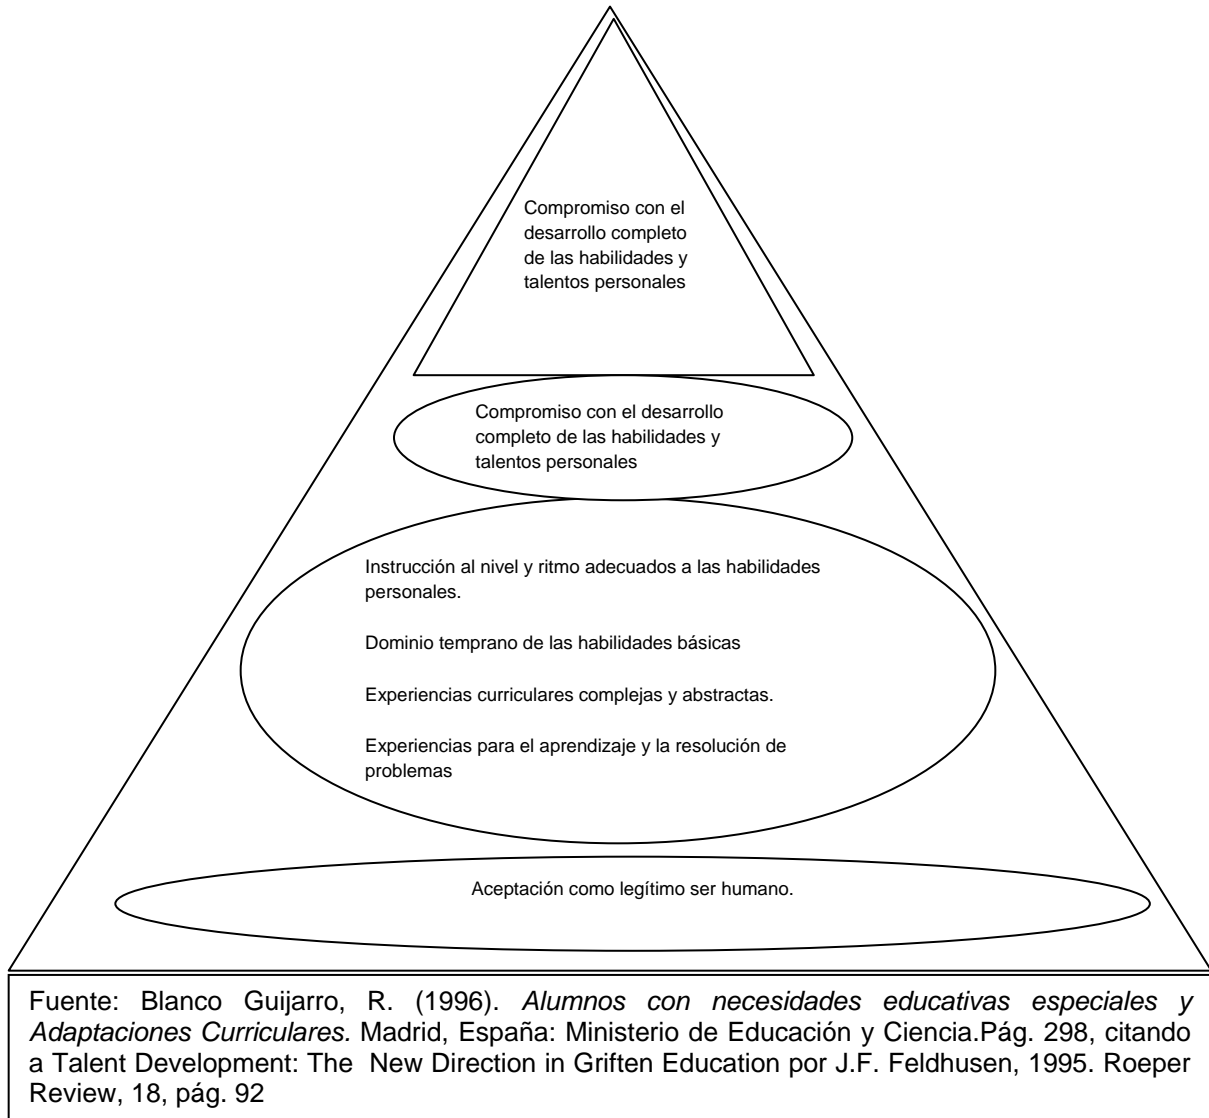 Compromiso con el
desarrollo completo
de las habilidades y
talentos personales
Compromiso con el desarrollo
completo de las habilidades y
talentos personales
Instrucción al nivel y ritmo adecuados a las habilidades
personales.
Dominio temprano de las habilidades básicas
Experiencias curriculares complejas y abstractas.
Experiencias para el aprendizaje y la resolución de
problemas
Aceptación como legítimo ser humano.
Fuente: Blanco Guijarro, R. (1996). Alumnos con necesidades educativas especiales y
Adaptaciones Curriculares. Madrid, España: Ministerio de Educación y Ciencia.Pág. 298, citando
a Talent Development: The New Direction in Griften Education por J.F. Feldhusen, 1995. Roeper
Review, 18, pág. 92